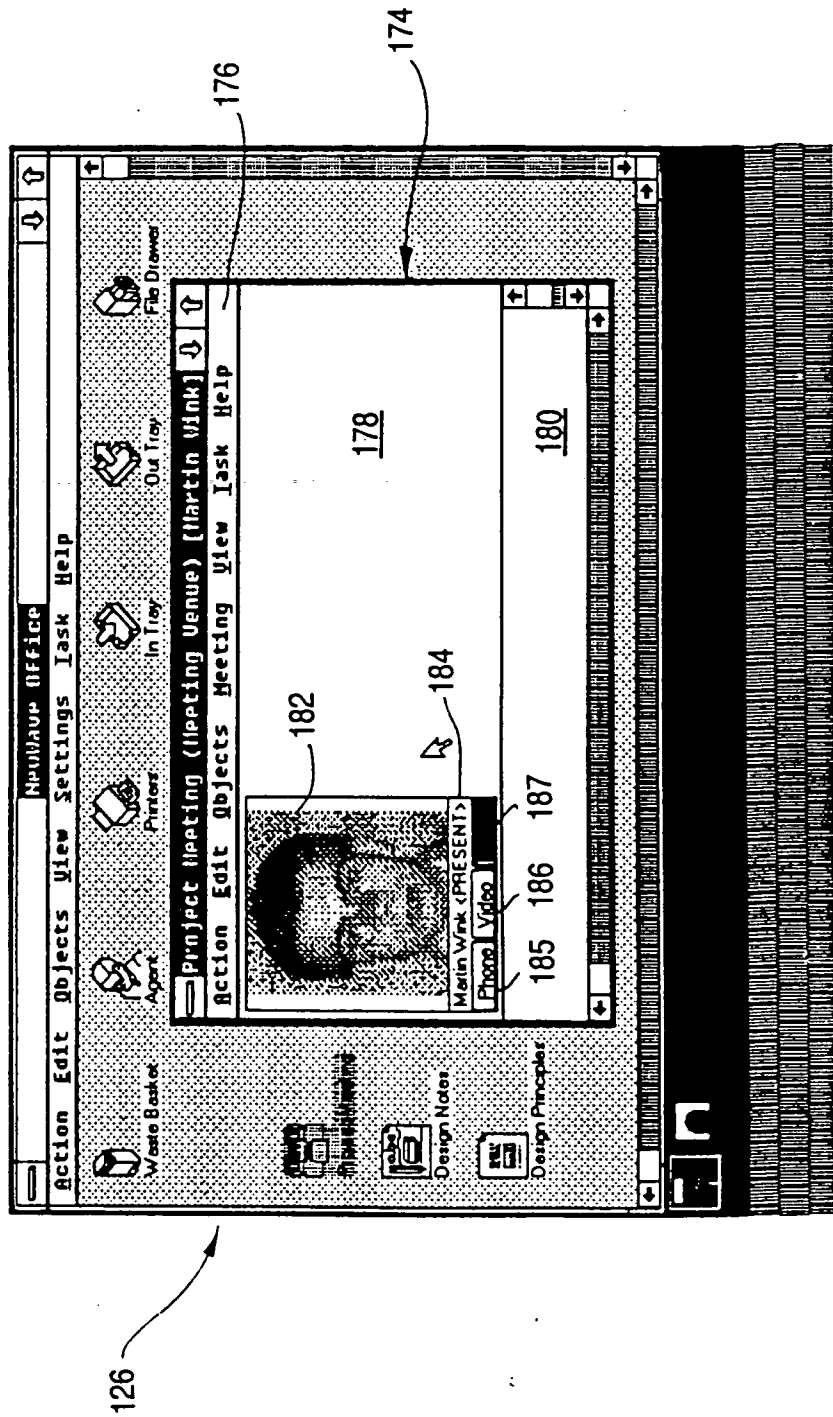 NewWave Office
Action Edit Objects View Settings Task Help
Waste Basket Agent Printers In Tray Out Tray File Drawer
Project Meeting (Meeting Venue) [Martin Wink]
Action Edit Objects Meeting View Task Help
Martin Wink <PRESENT>
Phone Video
Design Notes
Design Principles
126
174
176
178
180
182
184
185
186
187